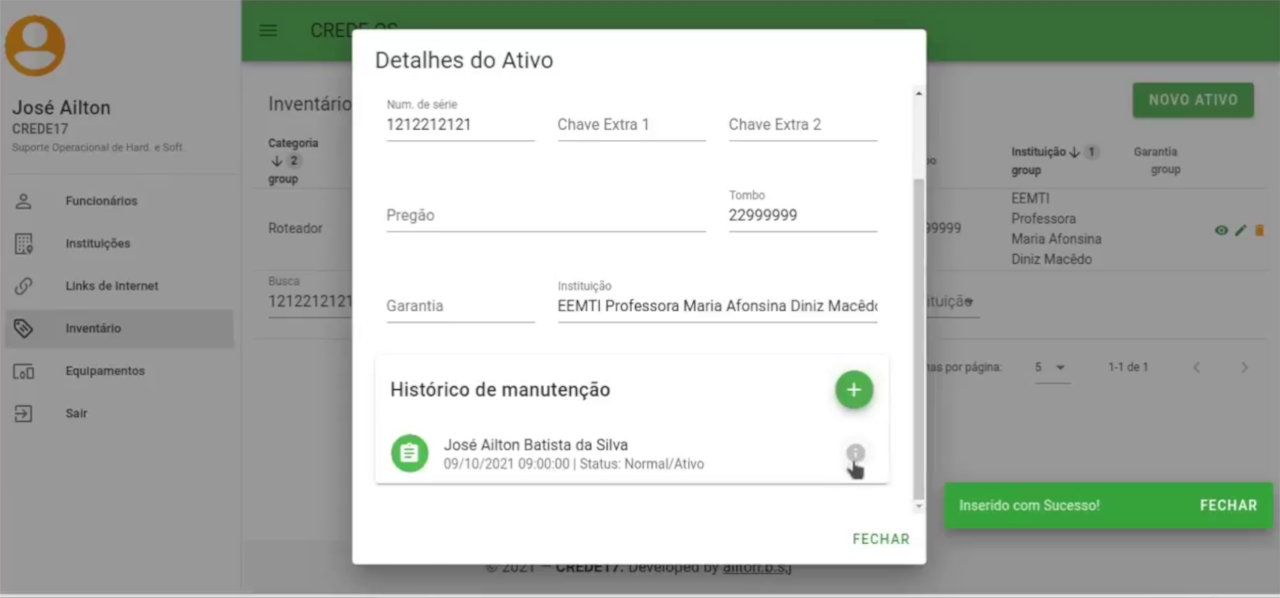 CREDE OS
José Ailton
CREDE17
Suporte Operacional de Hard. e Soft.
Funcionários
Instituições
Links de Internet
Inventário
Equipamentos
Sair
Inventário
NOVO ATIVO
Categoria
2
group
Instituição 1
group
Garantia
group
Roteador
99999
EEMTI
Professora
Maria Afonsina
Diniz Macêdo
Busca
1212212121
por página:
5
1-1 de 1
Detalhes do Ativo
Num. de série
1212212121
Chave Extra 1
Chave Extra 2
Pregão
Tombo
22999999
Garantia
Instituição
EEMTI Professora Maria Afonsina Diniz Macêdo
Histórico de manutenção
José Ailton Batista da Silva
09/10/2021 09:00:00 | Status: Normal/Ativo
FECHAR
Inserido com Sucesso!
FECHAR
© 2021 — CREDE17. Developed by ailton.b.s.j